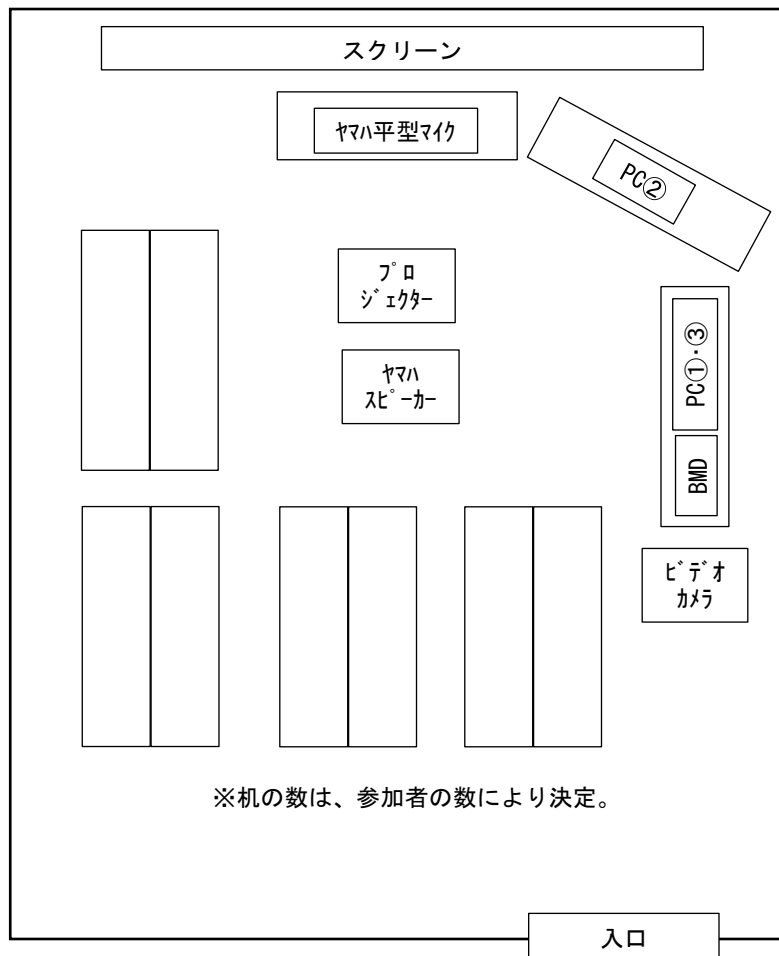 スクリーン
ﾔﾏﾊ平型ﾏｲｸ
PC②
ﾌﾟﾛ
ｼﾞｪｸﾀｰ
PC①・③
ﾔﾏﾊ
ｽﾋﾟｰｶｰ
BMD
ﾋﾞﾃﾞｵ
ｶﾒﾗ
※机の数は、参加者の数により決定。
入口